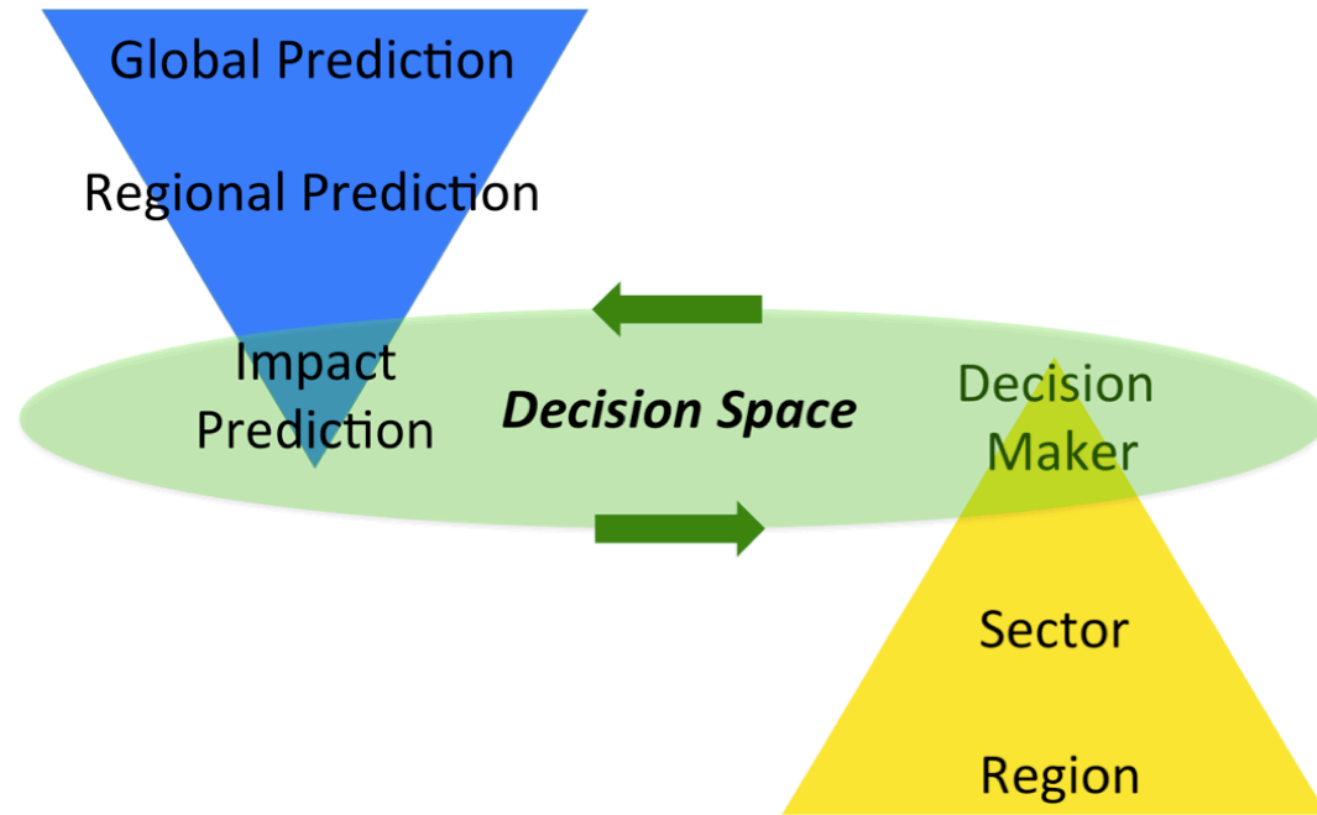 Global Prediction
Regional Prediction
Impact
Prediction
Decision Space
Decision
Maker
Sector
Region